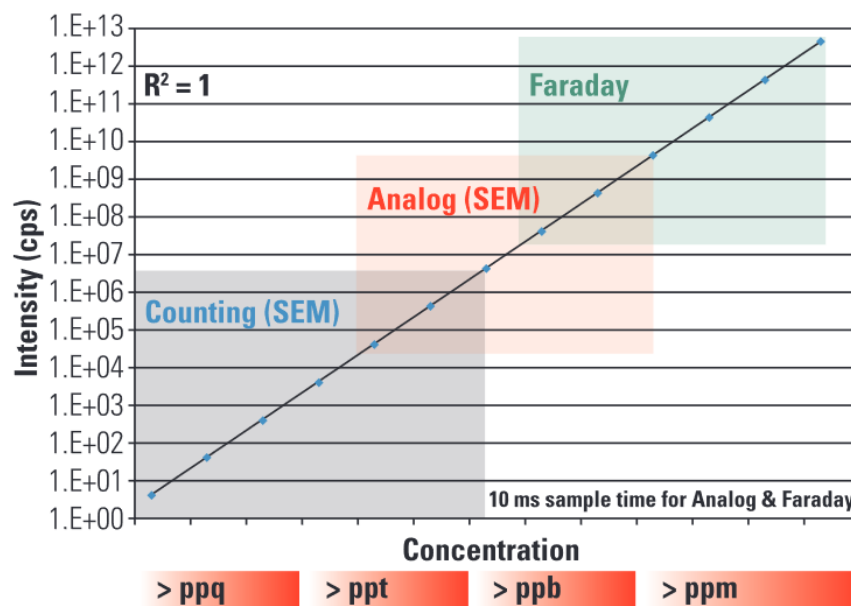 1.E+13
1.E+12
1.E+11
1.E+10
1.E+09
1.E+08
1.E+07
1.E+06
1.E+05
1.E+04
1.E+03
1.E+02
1.E+01
1.E+00
Intensity (cps)
R² = 1
Faraday
Analog (SEM)
Counting (SEM)
10 ms sample time for Analog & Faraday
Concentration
> ppq > ppt > ppb > ppm